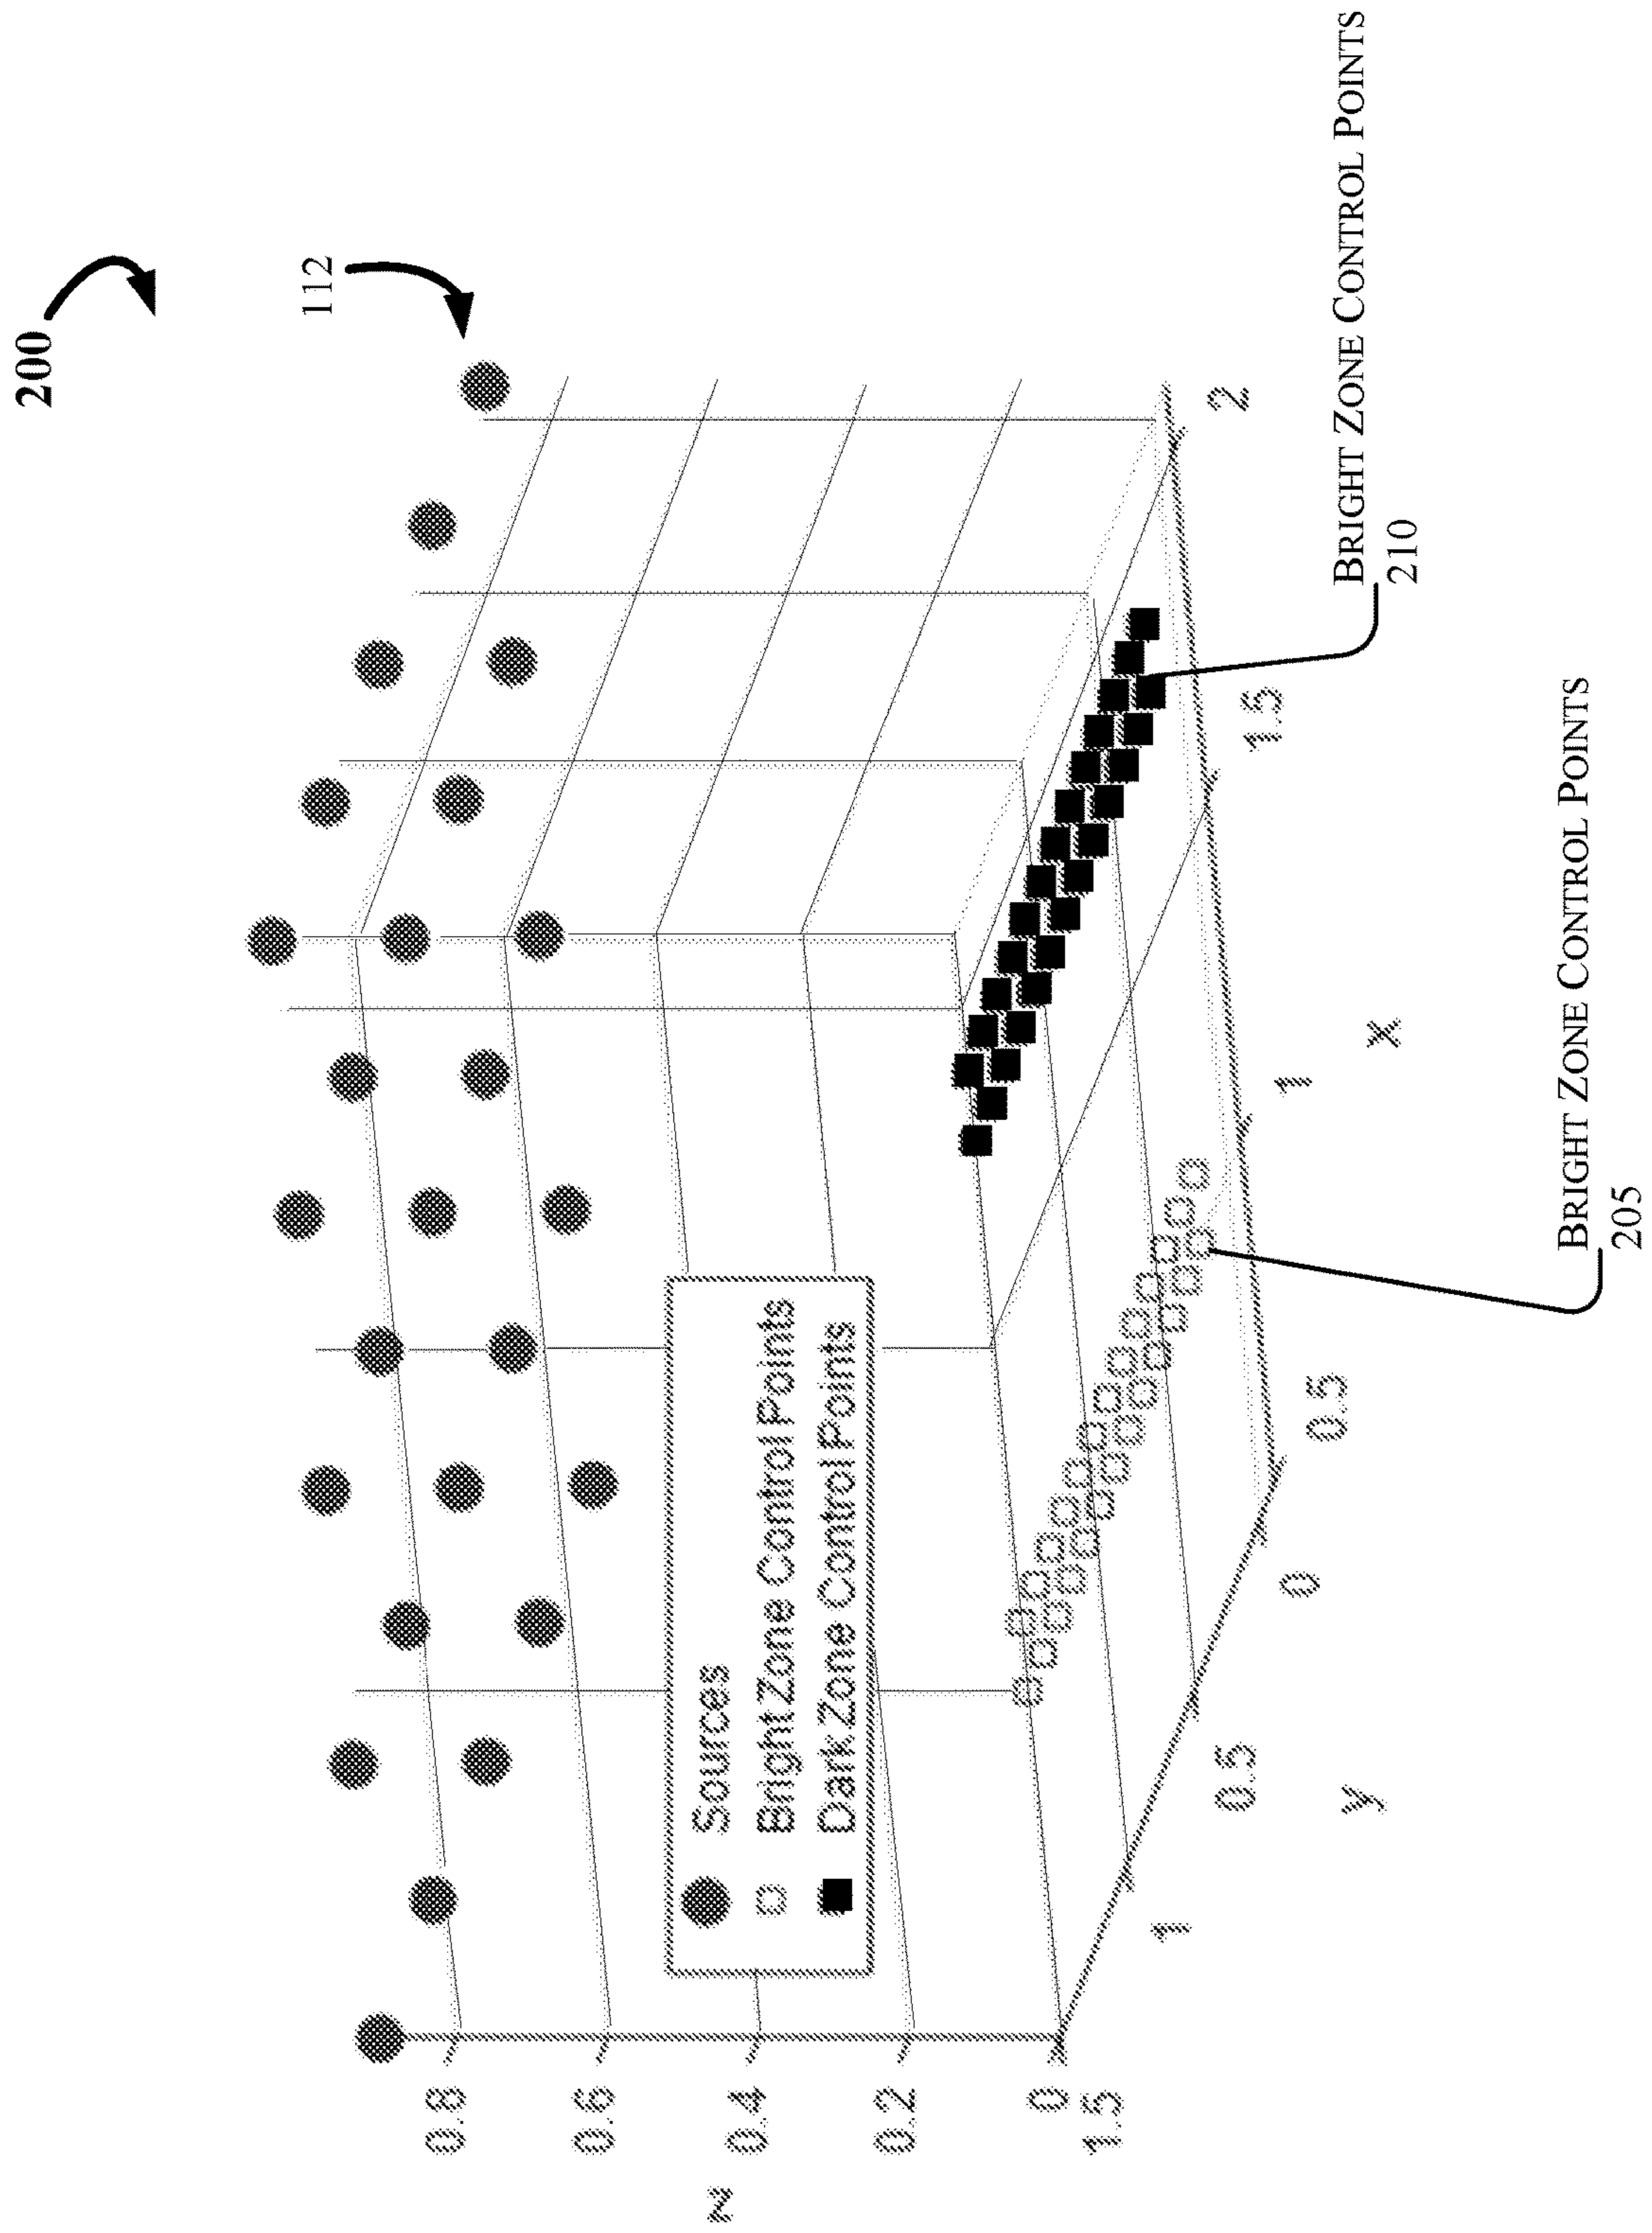 200
112
0.8
0.6
0.4
0.2
0
z
Sources
Bright Zone Control Points
Dark Zone Control Points
1.5
1
0.5
0
y
0.5
1
1.5
2
x
BRIGHT ZONE CONTROL POINTS
210
BRIGHT ZONE CONTROL POINTS
205